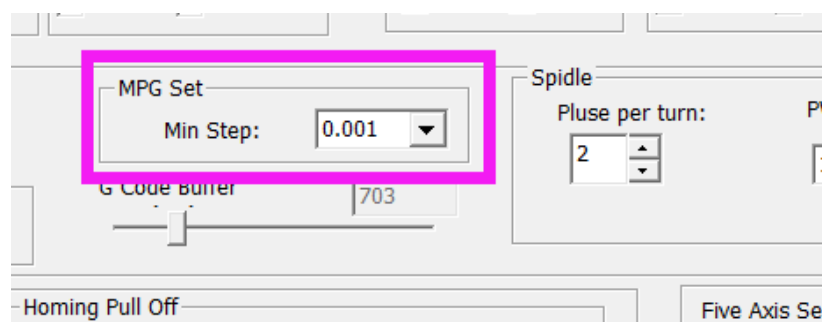 MPG Set
Min Step: 0.001
Spidle
Pluse per turn:
2
G Code Buffer
703
Homing Pull Off
Five Axis Se